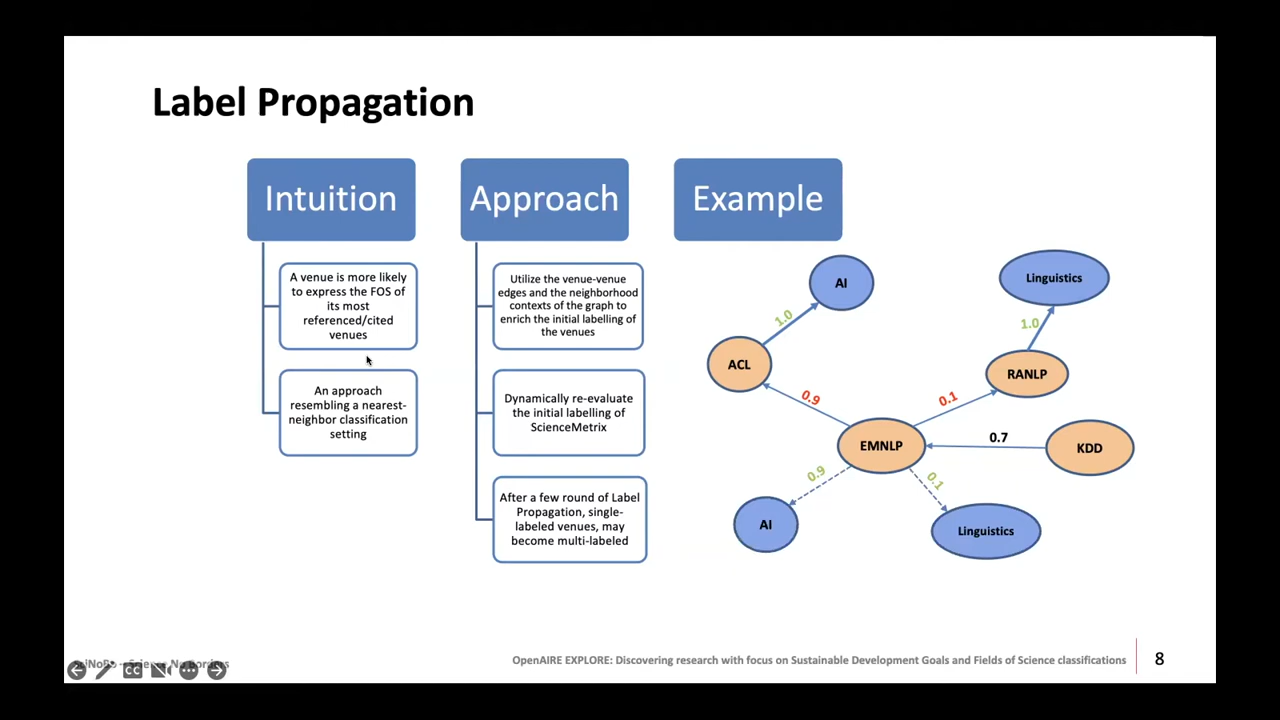 Label Propagation
Intuition
Approach
Example
A venue is more likely
to express the FOS of
its most
referenced/cited
venues
An approach
resembling a nearest-
neighbor classification
setting
Utilize the venue-venue
edges and the neighborhood
contexts of the graph to
enrich the initial labelling of
the venues
Dynamically re-evaluate
the initial labelling of
ScienceMetrix
After a few round of Label
Propagation, single-
labeled venues, may
become multi-labeled
AI
Linguistics
1.0
1.0
ACL
RANLP
0.9
0.1
EMNLP
0.7
KDD
0.9
0.1
AI
Linguistics
SciNoBo - Science No Borders
OpenAIRE EXPLORE: Discovering research with focus on Sustainable Development Goals and Fields of Science classifications
8
CC